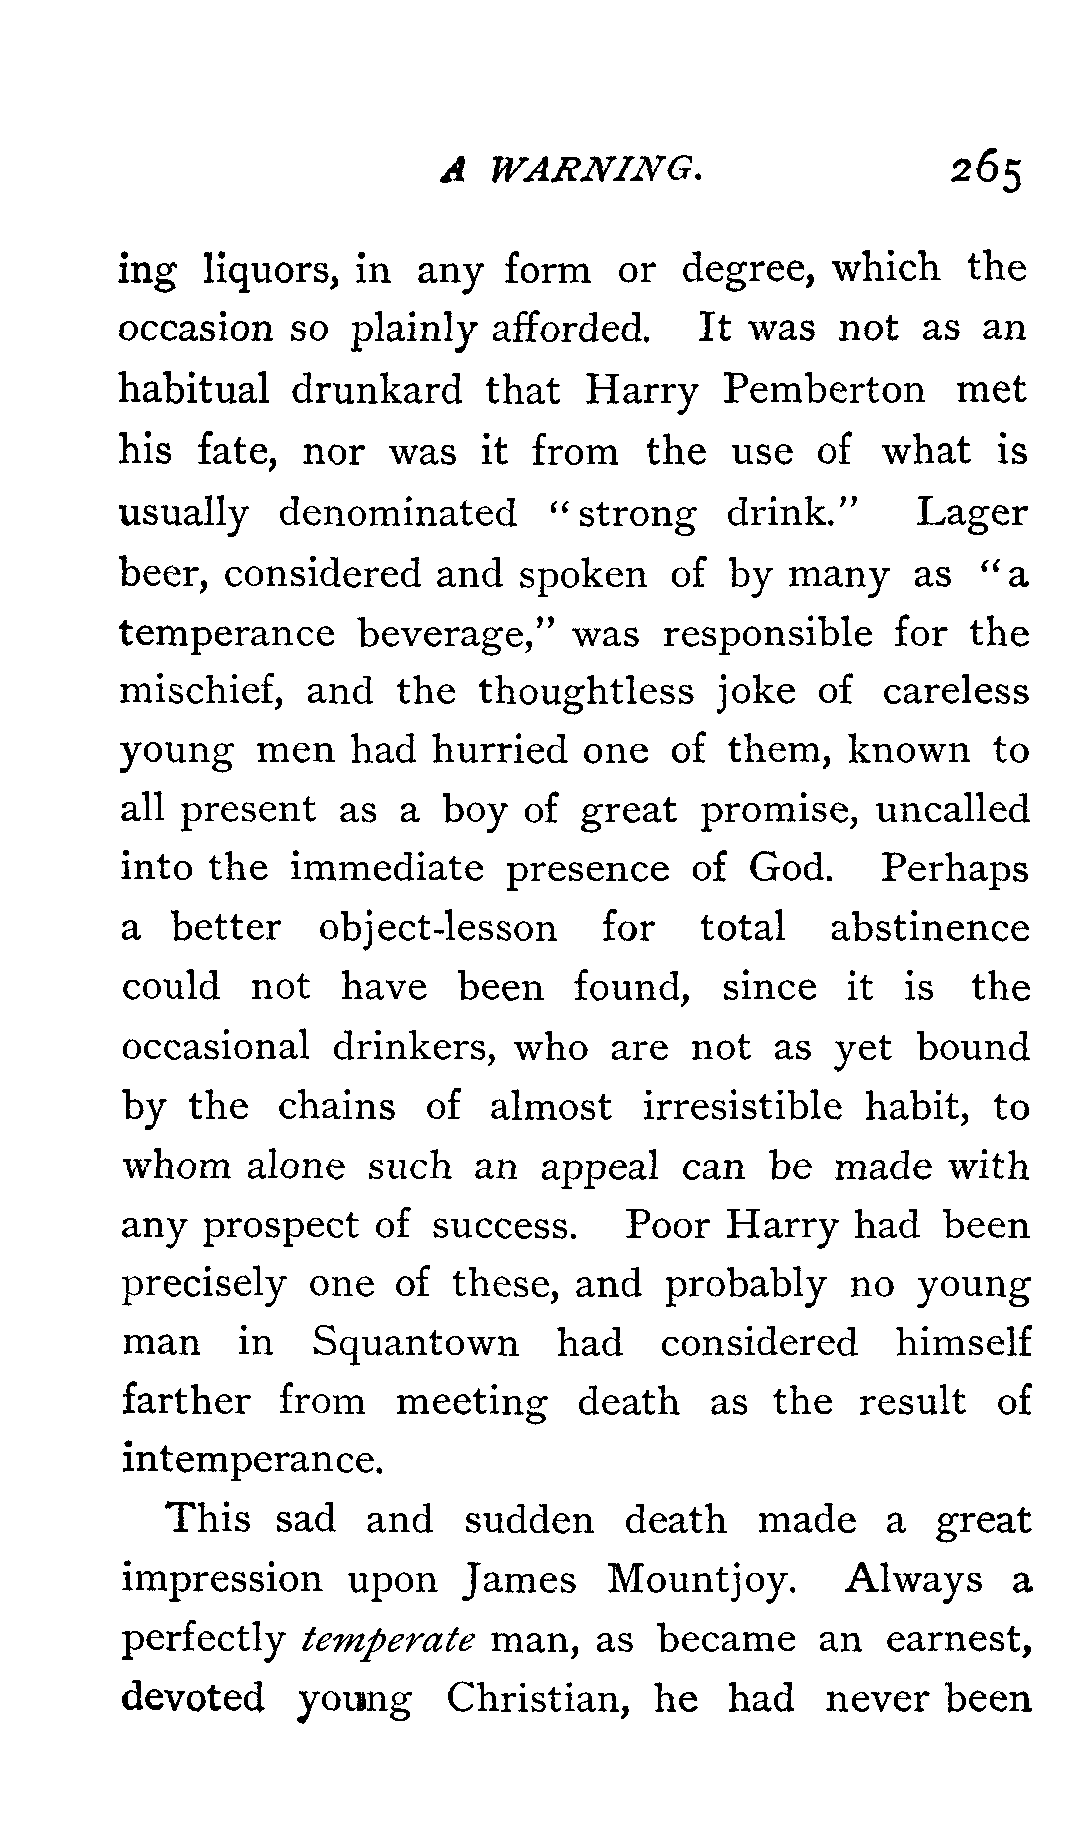 A WARNING. 265
ing liquors, in any form or degree, which the
occasion so plainly afforded. It was not as an
habitual drunkard that Harry Pemberton met
his fate, nor was it from the use of what is
usually denominated "strong drink." Lager
beer, considered and spoken of by many as "a
temperance beverage," was responsible for the
mischief, and the thoughtless joke of careless
young men had hurried one of them, known to
all present as a boy of great promise, uncalled
into the immediate presence of God. Perhaps
a better object-lesson for total abstinence
could not have been found, since it is the
occasional drinkers, who are not as yet bound
by the chains of almost irresistible habit, to
whom alone such an appeal can be made with
any prospect of success. Poor Harry had been
precisely one of these, and probably no young
man in Squantown had considered himself
farther from meeting death as the result of
intemperance.
This sad and sudden death made a great
impression upon James Mountjoy. Always a
perfectly temperate man, as became an earnest,
devoted young Christian, he had never been